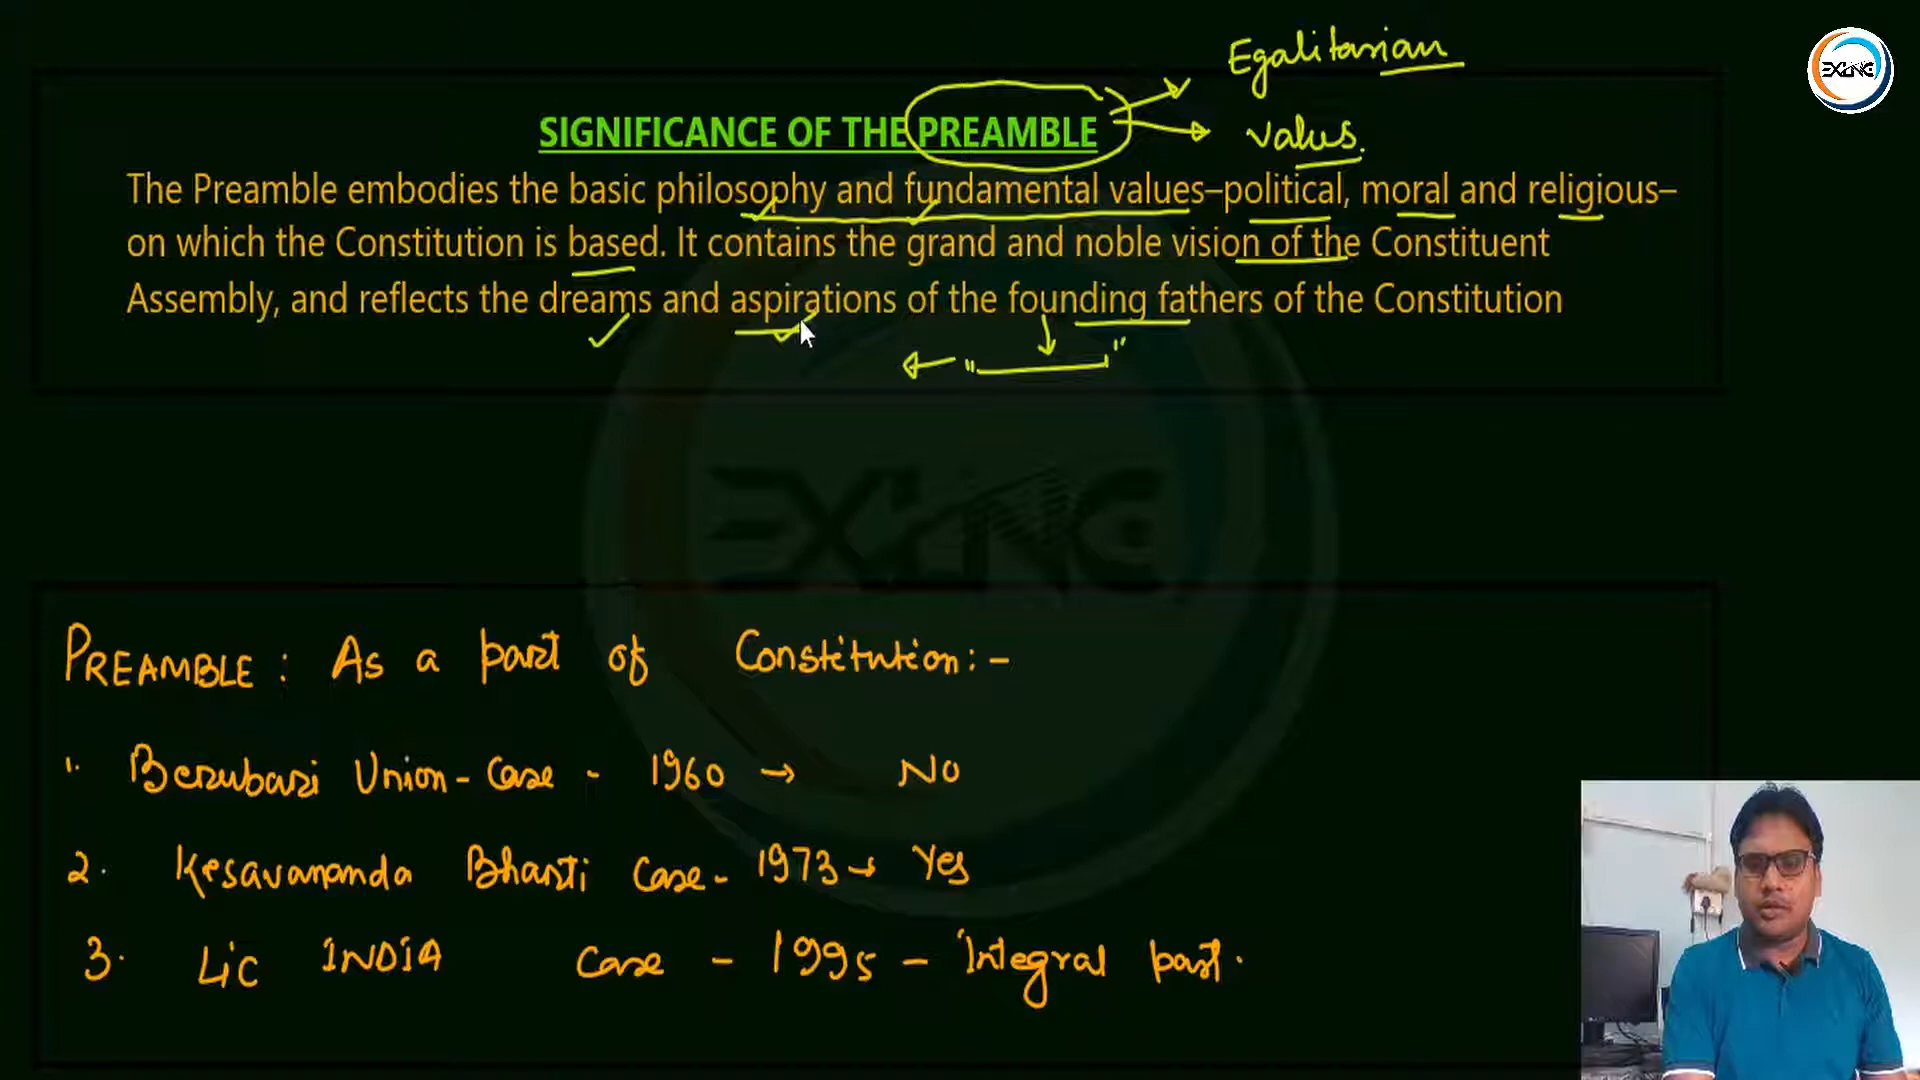 Egalitarian
EXLNC
SIGNIFICANCE OF THE PREAMBLE
values.
The Preamble embodies the basic philosophy and fundamental values–political, moral and religious–
on which the Constitution is based. It contains the grand and noble vision of the Constituent
Assembly, and reflects the dreams and aspirations of the founding fathers of the Constitution
EXLNC
PREAMBLE: As a part of Constitution:-
1. Berubari Union - Case - 1960 → No
2. Kesavananda Bharti Case - 1973 → Yes
3. Lic INDIA Case - 1995 - Integral part.